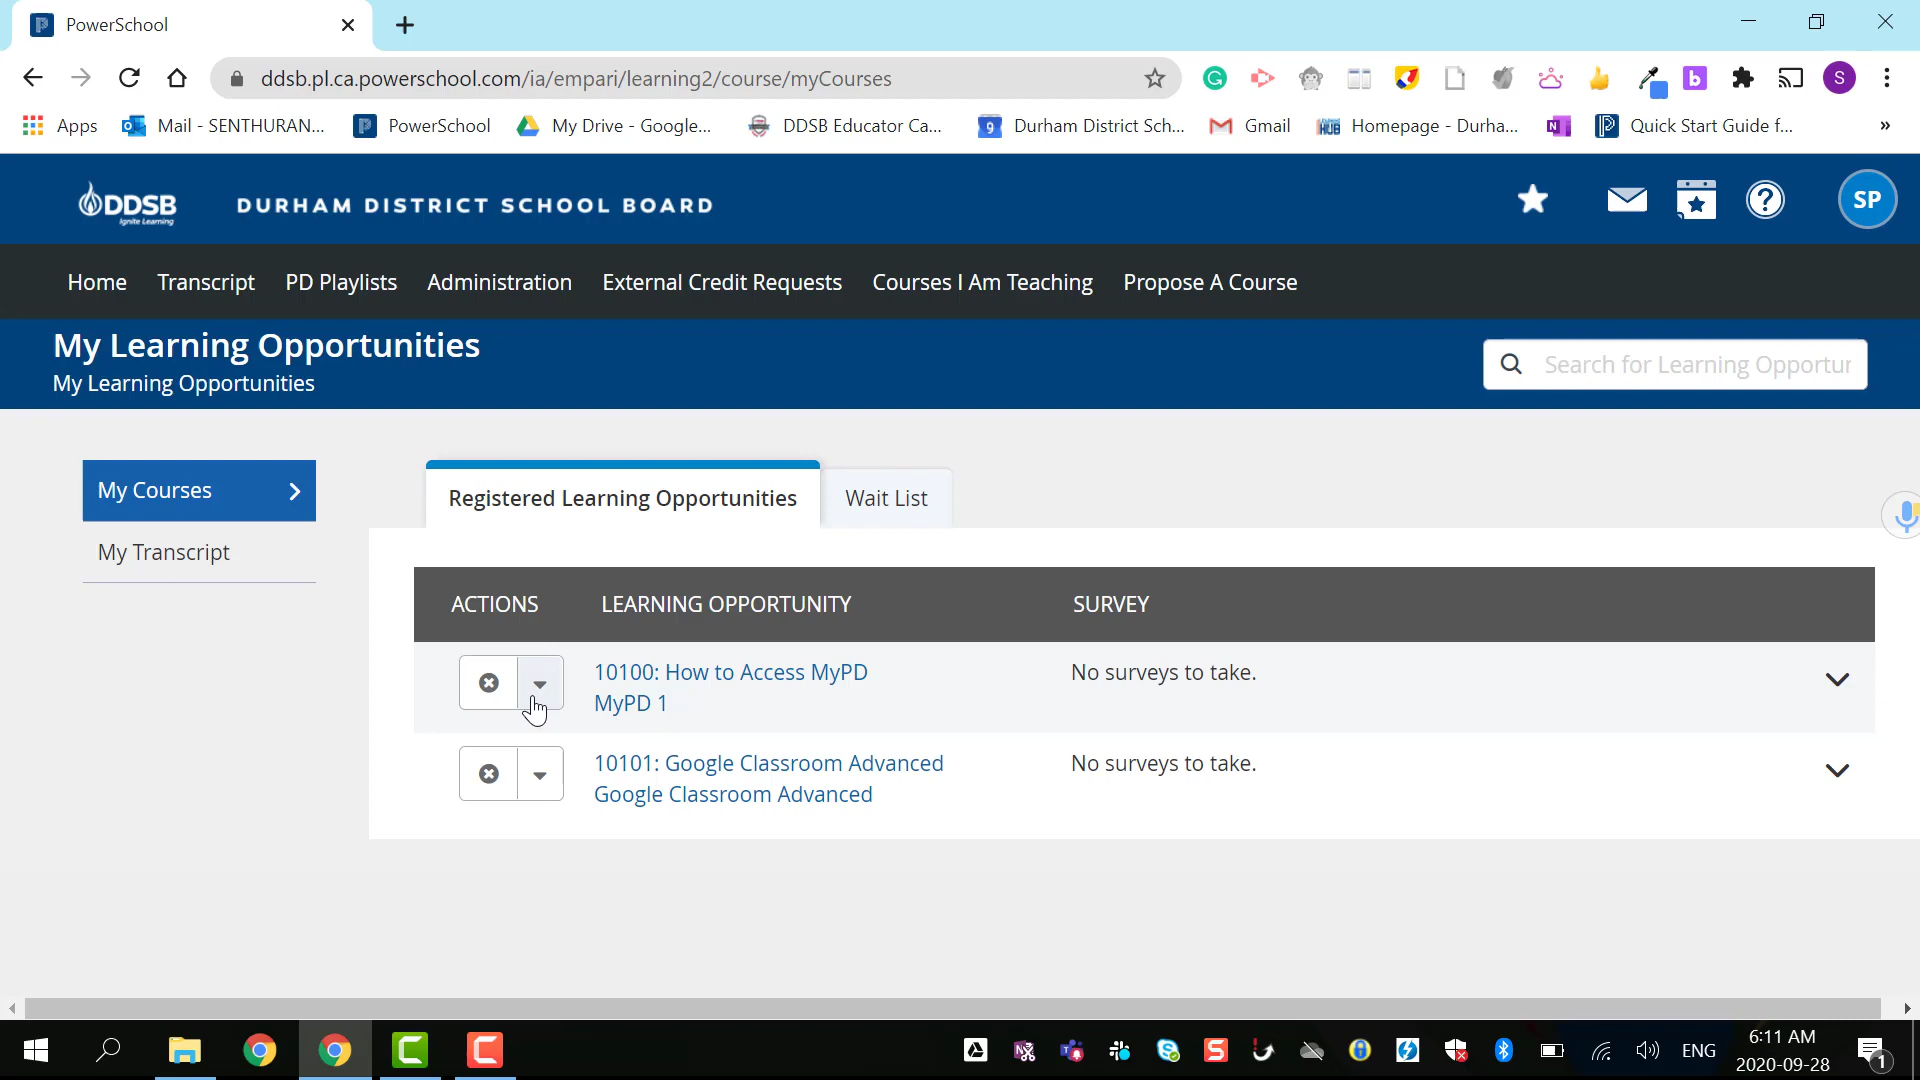 PowerSchool
ddsb.pl.ca.powerschool.com/ia/empari/learning2/course/myCourses
S
Apps
Mail - SENTHURAN...
PowerSchool
My Drive - Google...
DDSB Educator Ca...
Durham District Sch...
Gmail
Homepage - Durha...
Quick Start Guide f...
»
DDSB
Ignite Learning
DURHAM DISTRICT SCHOOL BOARD
SP
Home
Transcript
PD Playlists
Administration
External Credit Requests
Courses I Am Teaching
Propose A Course
My Learning Opportunities
My Learning Opportunities
Search for Learning Opportur
My Courses
My Transcript
Registered Learning Opportunities
Wait List
ACTIONS
LEARNING OPPORTUNITY
SURVEY
10100: How to Access MyPD
MyPD 1
No surveys to take.
10101: Google Classroom Advanced
Google Classroom Advanced
No surveys to take.
ENG
6:11 AM
2020-09-28
1